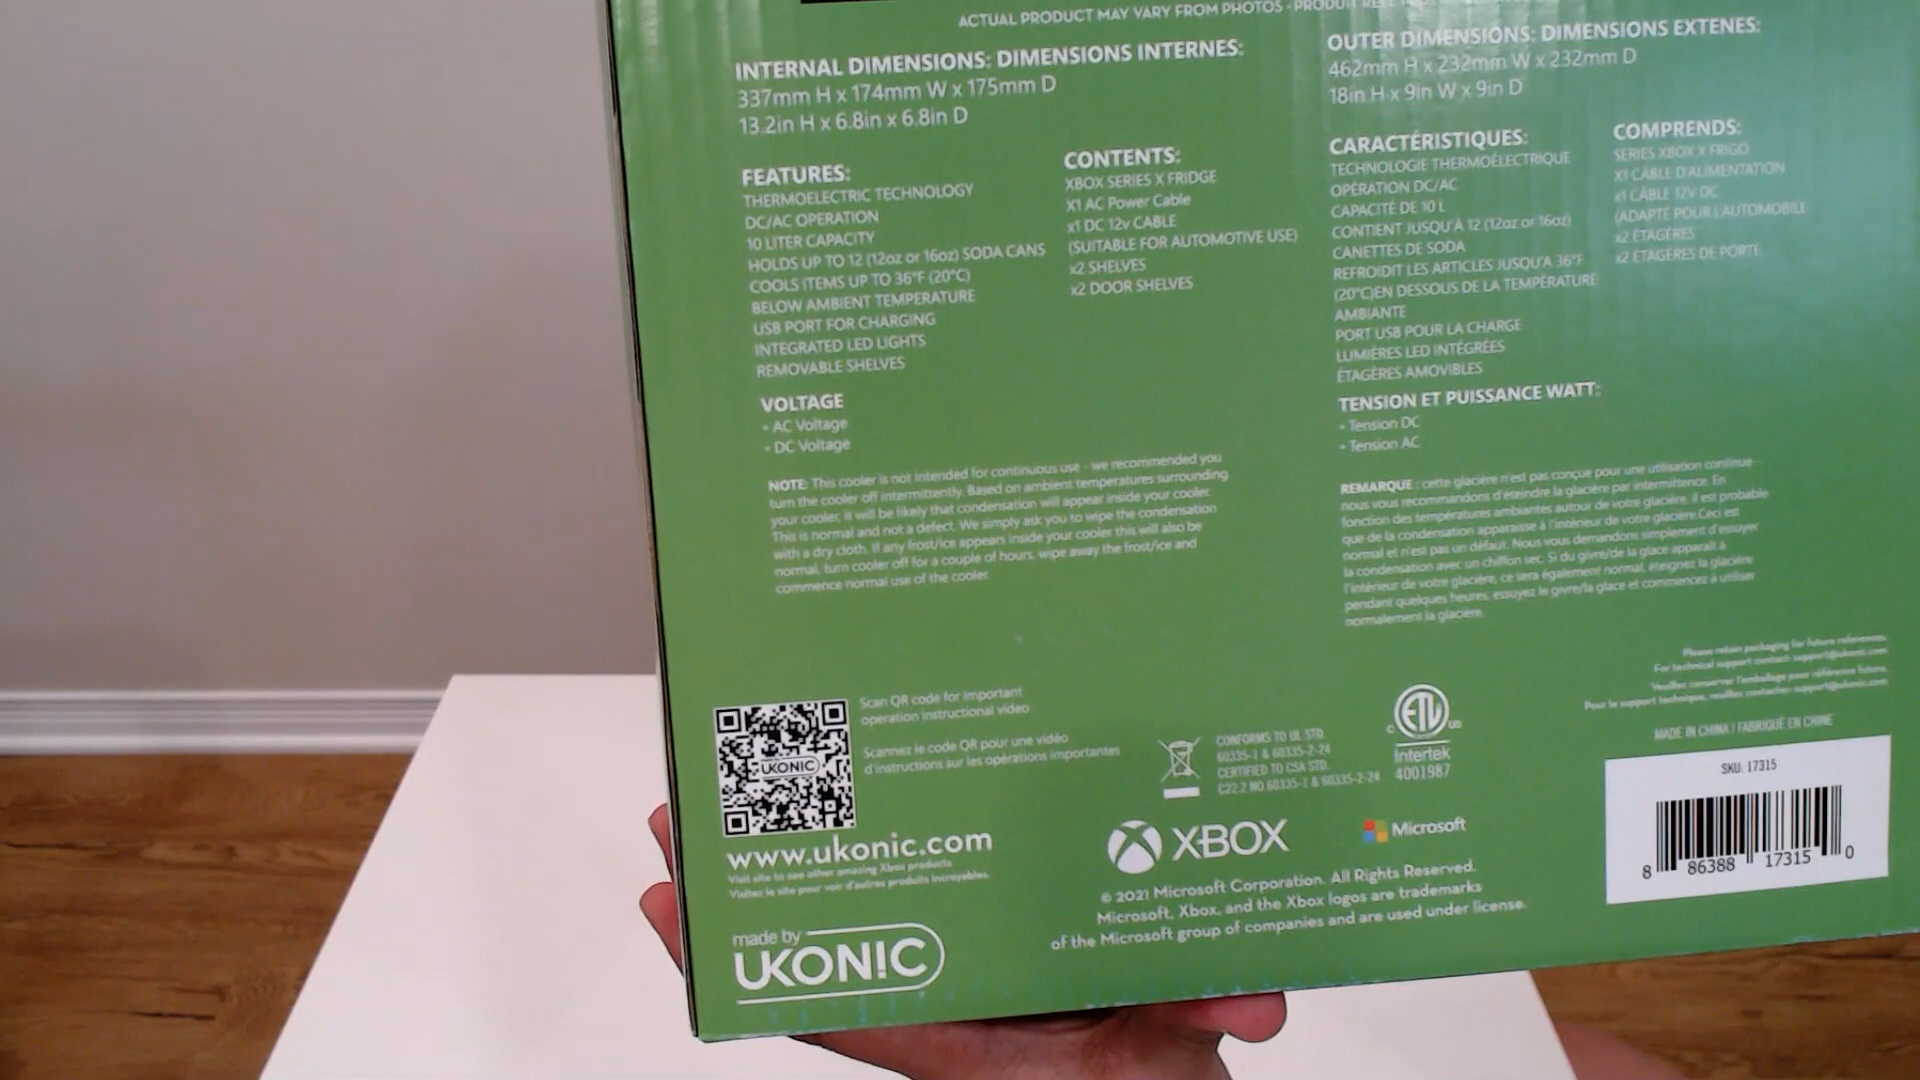 ACTUAL PRODUCT MAY VARY FROM PHOTOS - PRODUIT
INTERNAL DIMENSIONS: DIMENSIONS INTERNES:
337mm H x 174mm W x 175mm D
13.2in H x 6.8in x 6.8in D
OUTER DIMENSIONS: DIMENSIONS EXTENES:
462mm H x 232mm W x 232mm D
18in H x 9in W x 9in D
FEATURES:
THERMOELECTRIC TECHNOLOGY
DC/AC OPERATION
10 LITER CAPACITY
HOLDS UP TO 12 (12oz or 16oz) SODA CANS
COOLS ITEMS UP TO 36°F (20°C)
BELOW AMBIENT TEMPERATURE
USB PORT FOR CHARGING
INTEGRATED LED LIGHTS
REMOVABLE SHELVES
CONTENTS:
XBOX SERIES X FRIDGE
X1 AC Power Cable
x1 DC 12v CABLE
(SUITABLE FOR AUTOMOTIVE USE)
x2 SHELVES
x2 DOOR SHELVES
CARACTÉRISTIQUES:
TECHNOLOGIE THERMOÉLECTRIQUE
OPÉRATION DC/AC
CAPACITÉ DE 10 L
CONTIENT JUSQU'À 12 (12oz or 16oz)
CANETTES DE SODA
REFROIDIT LES ARTICLES JUSQU'A 36°F
(20°C)EN DESSOUS DE LA TEMPÉRATURE
AMBIANTE
PORT USB POUR LA CHARGE
LUMIÈRES LED INTÉGRÉES
ÉTAGÈRES AMOVIBLES
COMPRENDS:
SERIES XBOX X FRIGO
X1 CÂBLE D'ALIMENTATION
x1 CÂBLE 12V DC
(ADAPTÉ POUR L'AUTOMOBILE
x2 ÉTAGÈRES
x2 ÉTAGÈRES DE PORTE
VOLTAGE
• AC Voltage
• DC Voltage
TENSION ET PUISSANCE WATT:
• Tension DC
• Tension AC
NOTE: This cooler is not intended for continuous use - we recommended you
turn the cooler off intermittently. Based on ambient temperatures surrounding
your cooler, it will be likely that condensation will appear inside your cooler.
This is normal and not a defect. We simply ask you to wipe the condensation
with a dry cloth. If any frost/ice appears inside your cooler this will also be
normal, turn cooler off for a couple of hours, wipe away the frost/ice and
commence normal use of the cooler.
REMARQUE : cette glacière n'est pas conçue pour une utilisation continue -
nous vous recommandons d'éteindre la glacière par intermittence. En
fonction des températures ambiantes autour de votre glacière, il est probable
que de la condensation apparaisse à l'intérieur de votre glacière.Ceci est
normal et n'est pas un défaut. Nous vous demandons simplement d'essuyer
la condensation avec un chiffon sec. Si du givre/de la glace apparaît à
l'intérieur de votre glacière, ce sera également normal, éteignez la glacière
pendant quelques heures, essuyez le givre/la glace et commencez à utiliser
normalement la glacière.
Please retain packaging for future references.
For technical support contact: support@ukonic.com
Veuillez conserver l'emballage pour référence future.
Pour le support technique, veuillez contacter: support@ukonic.com
MADE IN CHINA | FABRIQUÉ EN CHINE
Scan QR code for important
operation instructional video
Scannez le code QR pour une vidéo
d'instructions sur les opérations importantes
UKONIC
CONFORMS TO UL STD.
60335-1 & 60335-2-24
CERTIFIED TO CSA STD.
C22.2 NO.60335-1 & 60335-2-24
C ETL US
Intertek
4001987
SKU: 17315
8 86388 17315 0
www.ukonic.com
Visit site to see other amazing Xbox products
Visitez le site pour voir d'autres produits incroyables.
XBOX
Microsoft
© 2021 Microsoft Corporation. All Rights Reserved.
Microsoft, Xbox, and the Xbox logos are trademarks
of the Microsoft group of companies and are used under license.
made by
UKONIC